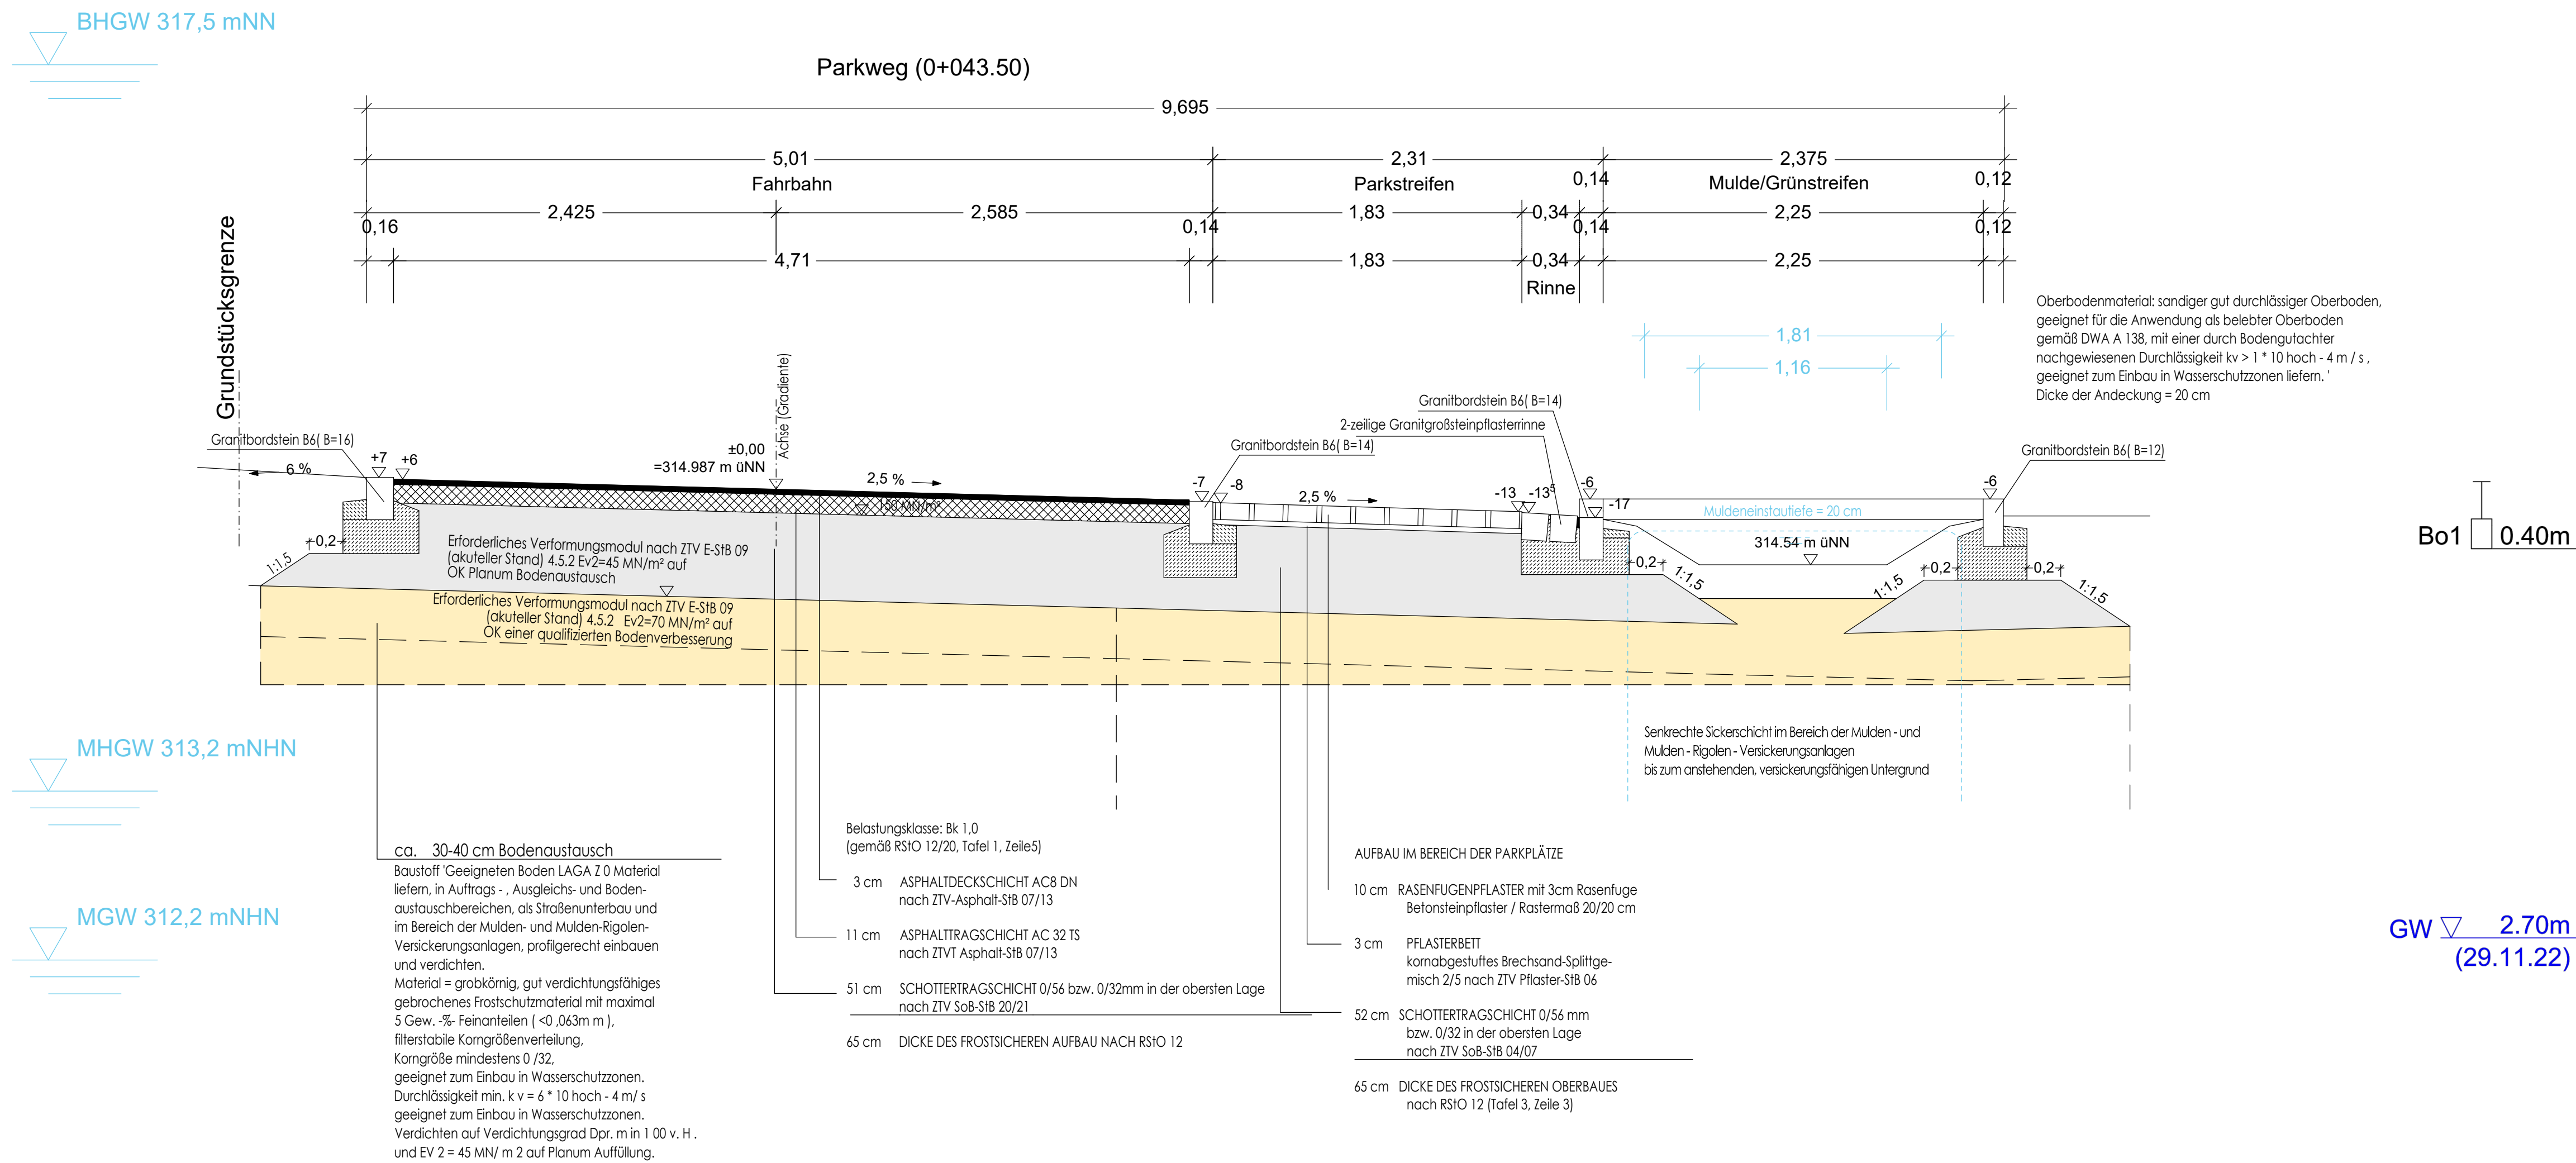 BHGW 317,5 mNN
Parkweg (0+043.50)
9,695
5,01
2,31
2,375
Fahrbahn
Parkstreifen
0,14
Mulde/Grünstreifen
0,12
2,425
2,585
1,83
0,34
2,25
0,16
0,14
0,14
0,12
4,71
1,83
0,34
2,25
Rinne
Grundstücksgrenze
Achse (Gradiente)
1,81
1,16
Oberbodenmaterial: sandiger gut durchlässiger Oberboden,
geeignet für die Anwendung als belebter Oberboden
gemäß DWA A 138, mit einer durch Bodengutachter
nachgewiesenen Durchlässigkeit kv > 1 * 10 hoch - 4 m / s ,
geeignet zum Einbau in Wasserschutzzonen liefern. '
Dicke der Andeckung = 20 cm
Granitbordstein B6( B=16)
Granitbordstein B6( B=14)
2-zeilige Granitgroßsteinpflasterrinne
Granitbordstein B6( B=14)
Granitbordstein B6( B=12)
6 %
+7
+6
±0,00
=314.987 m üNN
2,5 %
150 MN/m²
-7
-8
2,5 %
-13
-13⁵
-6
-17
-6
Muldeneinstautiefe = 20 cm
314.54 m üNN
Bo1
0.40m
0,2
1:1,5
0,2
1:1,5
1:1,5
0,2
0,2
1:1,5
Erforderliches Verformungsmodul nach ZTV E-StB 09
(akuteller Stand) 4.5.2 Ev2=45 MN/m² auf
OK Planum Bodenaustausch
Erforderliches Verformungsmodul nach ZTV E-StB 09
(akuteller Stand) 4.5.2 Ev2=70 MN/m² auf
OK einer qualifizierten Bodenverbesserung
Senkrechte Sickerschicht im Bereich der Mulden - und
Mulden - Rigolen - Versickerungsanlagen
bis zum anstehenden, versickerungsfähigen Untergrund
MHGW 313,2 mNHN
MGW 312,2 mNHN
ca. 30-40 cm Bodenaustausch
Baustoff 'Geeigneten Boden LAGA Z 0 Material
liefern, in Auftrags - , Ausgleichs- und Boden-
austauschbereichen, als Straßenunterbau und
im Bereich der Mulden- und Mulden-Rigolen-
Versickerungsanlagen, profilgerecht einbauen
und verdichten.
Material = grobkörnig, gut verdichtungsfähiges
gebrochenes Frostschutzmaterial mit maximal
5 Gew. -%- Feinanteilen ( <0 ,063m m ),
filterstabile Korngrößenverteilung,
Korngröße mindestens 0 /32,
geeignet zum Einbau in Wasserschutzzonen.
Durchlässigkeit min. k v = 6 * 10 hoch - 4 m/ s
geeignet zum Einbau in Wasserschutzzonen.
Verdichten auf Verdichtungsgrad Dpr. m in 1 00 v. H .
und EV 2 = 45 MN/ m 2 auf Planum Auffüllung.
Belastungsklasse: Bk 1,0
(gemäß RStO 12/20, Tafel 1, Zeile5)
3 cm ASPHALTDECKSCHICHT AC8 DN
nach ZTV-Asphalt-StB 07/13
11 cm ASPHALTTRAGSCHICHT AC 32 TS
nach ZTVT Asphalt-StB 07/13
51 cm SCHOTTERTRAGSCHICHT 0/56 bzw. 0/32mm in der obersten Lage
nach ZTV SoB-StB 20/21
65 cm DICKE DES FROSTSICHEREN AUFBAU NACH RStO 12
AUFBAU IM BEREICH DER PARKPLÄTZE
10 cm RASENFUGENPFLASTER mit 3cm Rasenfuge
Betonsteinpflaster / Rastermaß 20/20 cm
3 cm PFLASTERBETT
kornabgestuftes Brechsand-Splittge-
misch 2/5 nach ZTV Pflaster-StB 06
52 cm SCHOTTERTRAGSCHICHT 0/56 mm
bzw. 0/32 in der obersten Lage
nach ZTV SoB-StB 04/07
65 cm DICKE DES FROSTSICHEREN OBERBAUES
nach RStO 12 (Tafel 3, Zeile 3)
GW 2.70m
(29.11.22)